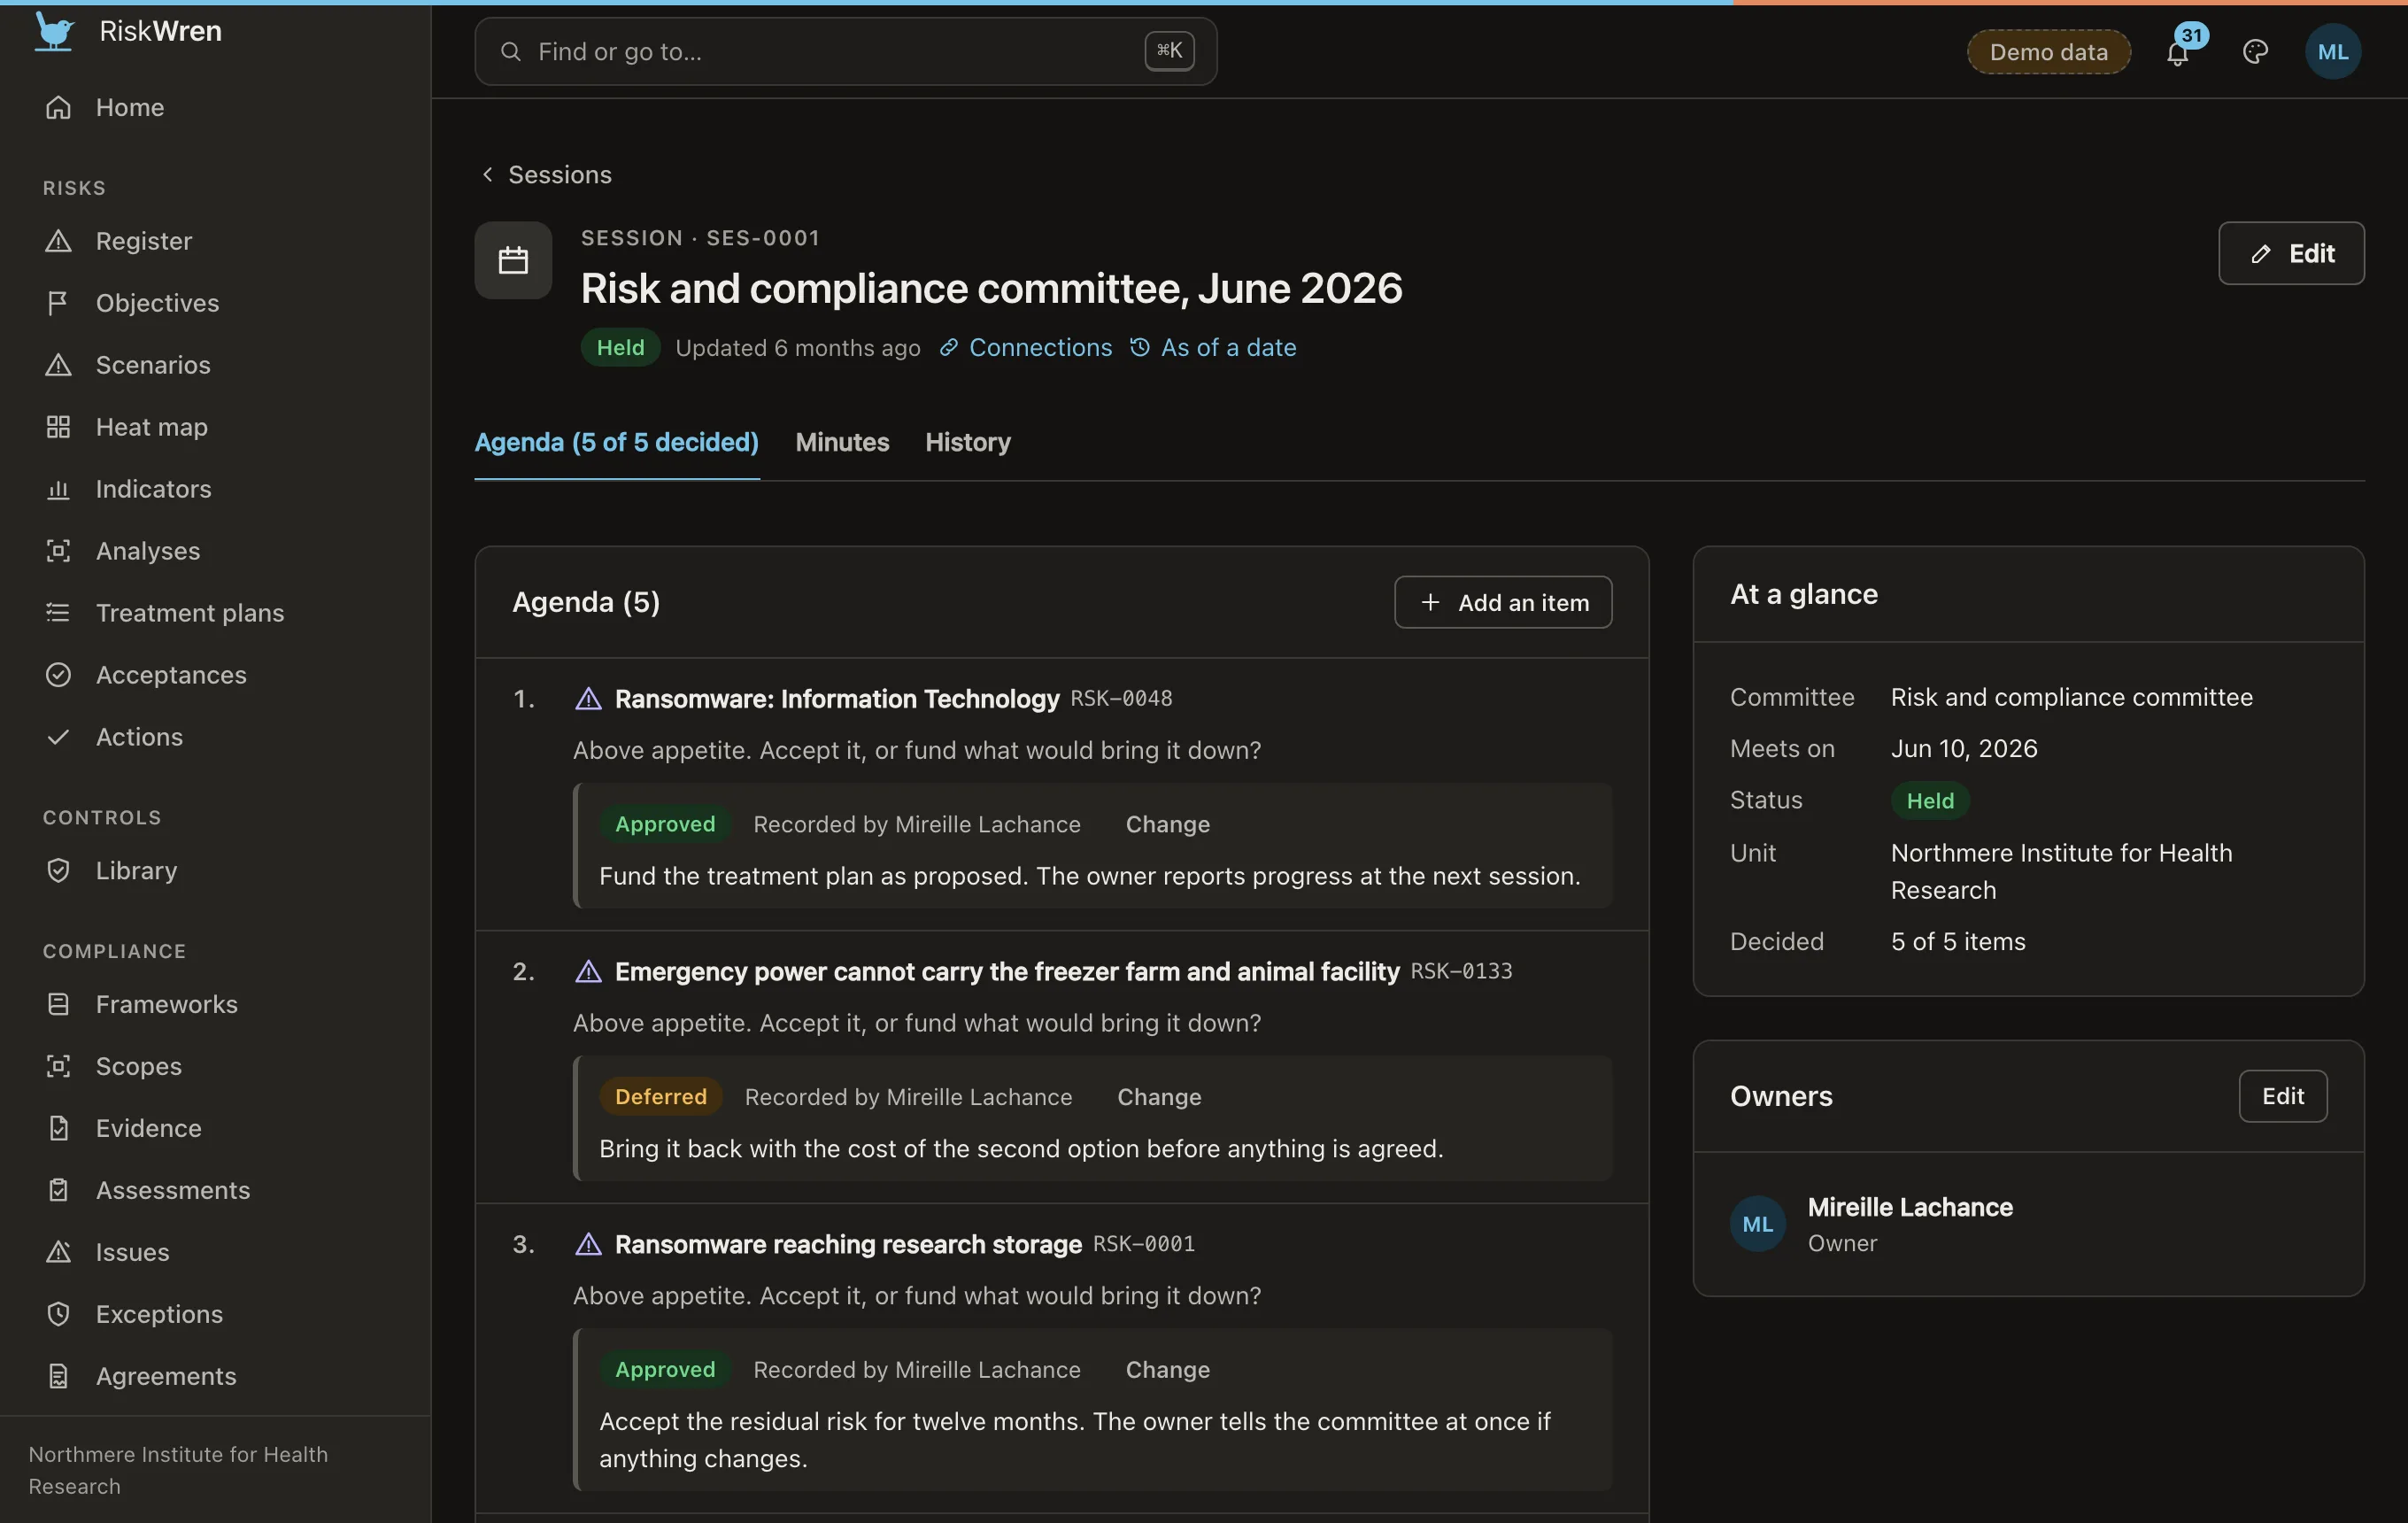 RiskWren
Find or go to...
⌘K
Demo data
31
ML
Home
RISKS
Register
Objectives
Scenarios
Heat map
Indicators
Analyses
Treatment plans
Acceptances
Actions
CONTROLS
Library
COMPLIANCE
Frameworks
Scopes
Evidence
Assessments
Issues
Exceptions
Agreements
Northmere Institute for Health
Research
Sessions
SESSION · SES-0001
Risk and compliance committee, June 2026
Held
Updated 6 months ago
Connections
As of a date
Edit
Agenda (5 of 5 decided)
Minutes
History
Agenda (5)
Add an item
1. Ransomware: Information Technology RSK-0048
Above appetite. Accept it, or fund what would bring it down?
Approved Recorded by Mireille Lachance Change
Fund the treatment plan as proposed. The owner reports progress at the next session.
2. Emergency power cannot carry the freezer farm and animal facility RSK-0133
Above appetite. Accept it, or fund what would bring it down?
Deferred Recorded by Mireille Lachance Change
Bring it back with the cost of the second option before anything is agreed.
3. Ransomware reaching research storage RSK-0001
Above appetite. Accept it, or fund what would bring it down?
Approved Recorded by Mireille Lachance Change
Accept the residual risk for twelve months. The owner tells the committee at once if
anything changes.
At a glance
Committee Risk and compliance committee
Meets on Jun 10, 2026
Status Held
Unit Northmere Institute for Health
Research
Decided 5 of 5 items
Owners
Edit
ML
Mireille Lachance
Owner